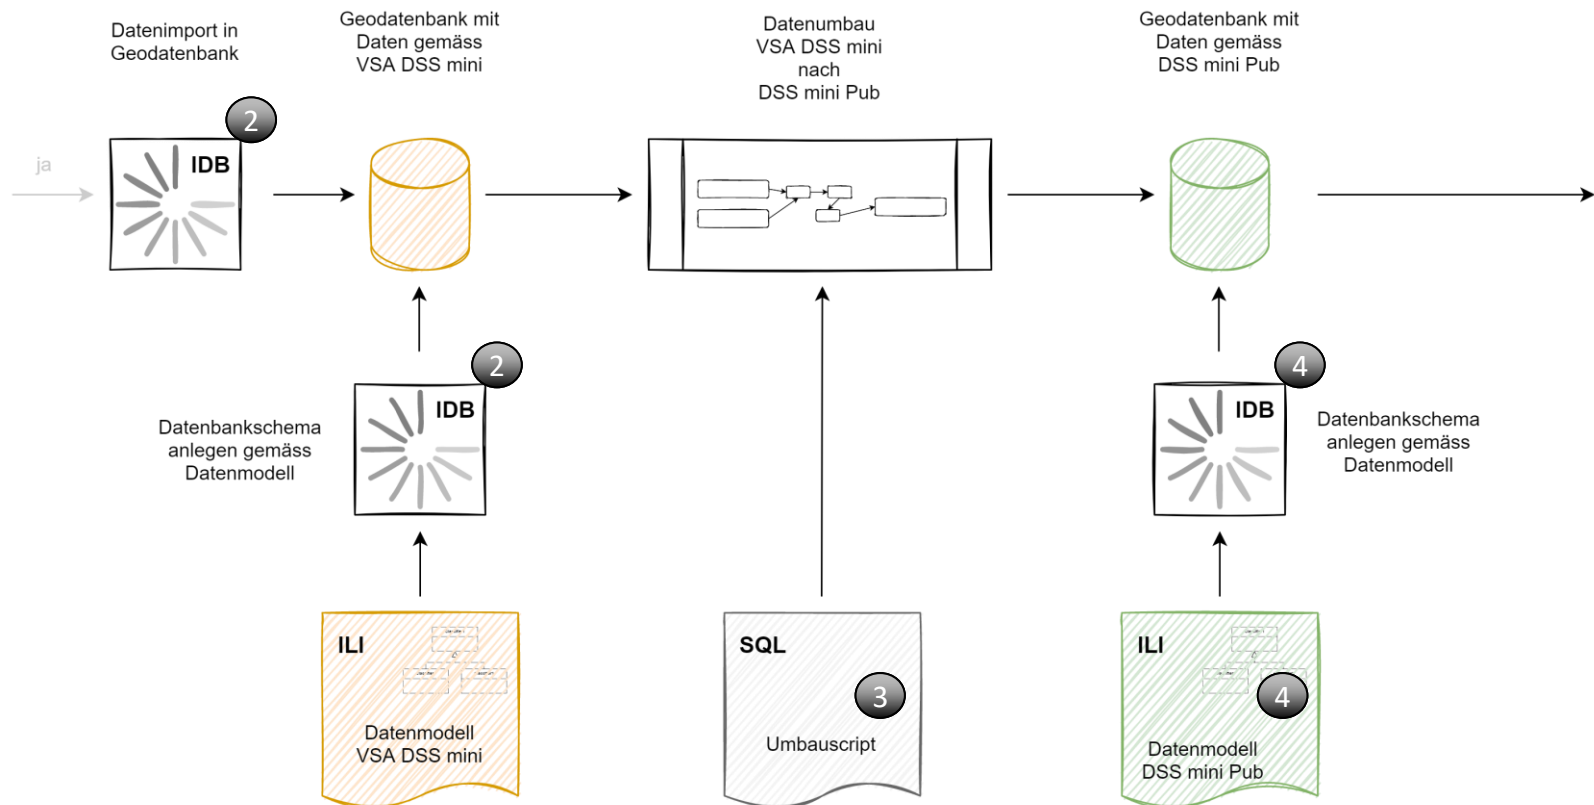 Datenimport in
Geodatenbank
Geodatenbank mit
Daten gemäss
VSA DSS mini
Datenumbau
VSA DSS mini
nach
DSS mini Pub
Geodatenbank mit
Daten gemäss
DSS mini Pub
ja
2
IDB
2
IDB
Datenbankschema
anlegen gemäss
Datenmodell
4
IDB
Datenbankschema
anlegen gemäss
Datenmodell
ILI
Datenmodell
VSA DSS mini
SQL
3
Umbauscript
ILI
4
Datenmodell
DSS mini Pub